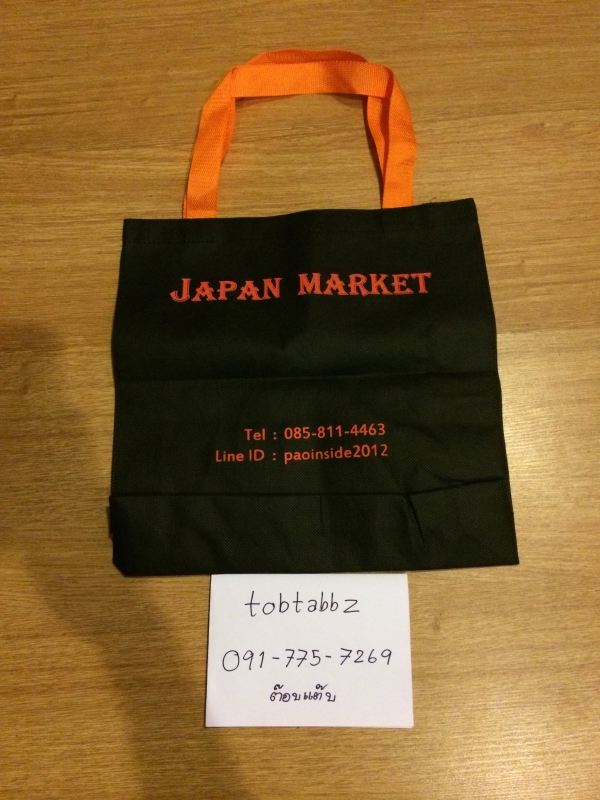 JAPAN MARKET
Tel : 085-811-4463
Line ID : paoinside2012
tobtabbz
091-775-7269
ต๊อบแต๊บ